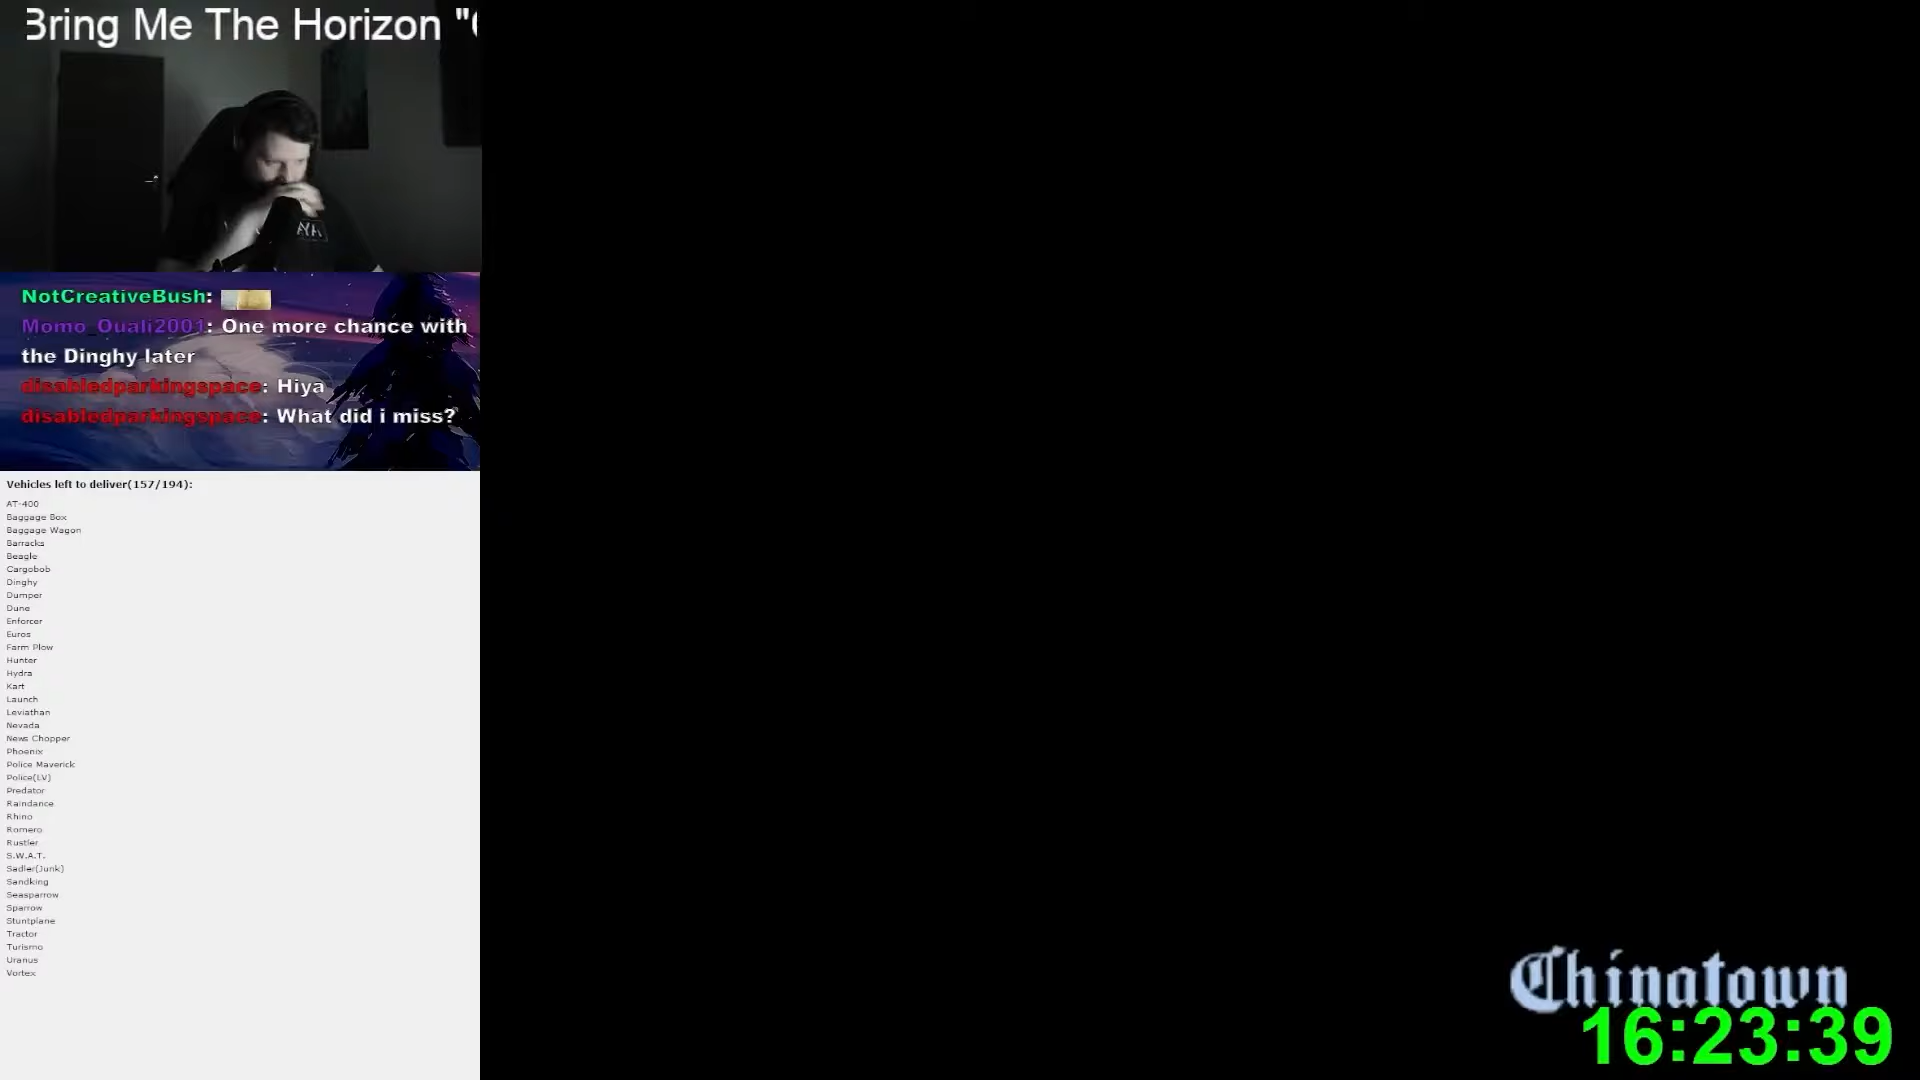 Bring Me The Horizon "
NotCreativeBush:
Momo_Ouali2001: One more chance with
the Dinghy later
disabledparkingspace: Hiya
disabledparkingspace: What did i miss?
Vehicles left to deliver(157/194):
AT-400
Baggage Box
Baggage Wagon
Barracks
Beagle
Cargobob
Dinghy
Dumper
Dune
Enforcer
Euros
Farm Plow
Hunter
Hydra
Kart
Launch
Leviathan
Nevada
News Chopper
Phoenix
Police Maverick
Police(LV)
Predator
Raindance
Rhino
Romero
Rustler
S.W.A.T.
Sadler(Junk)
Sandking
Seasparrow
Sparrow
Stuntplane
Tractor
Turismo
Uranus
Vortex
Chinatown
16:23:39